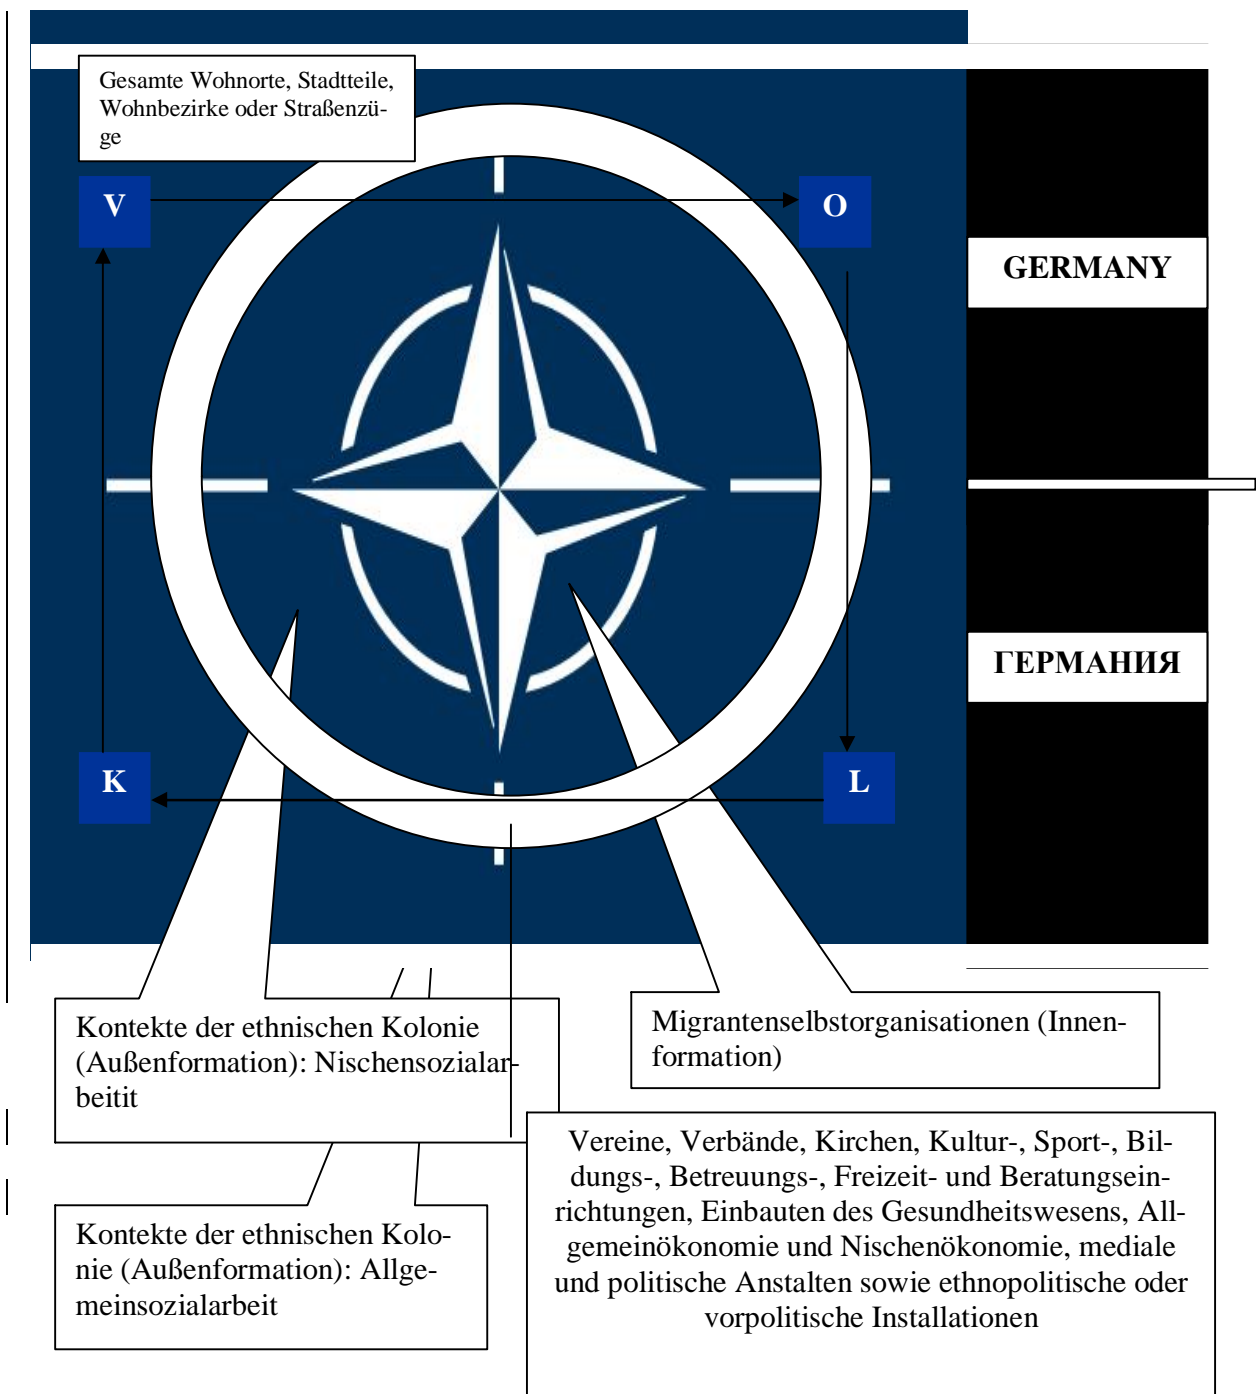 Gesamte Wohnorte, Stadtteile,
Wohnbezirke oder Straßenzü-
ge
V
O
GERMANY
ГЕРМАНИЯ
K
L
Kontekte der ethnischen Kolonie
(Außenformation): Nischensozialar-
beitit
Migrantenselbstorganisationen (Innen-
formation)
Vereine, Verbände, Kirchen, Kultur-, Sport-, Bil-
dungs-, Betreuungs-, Freizeit- und Beratungsein-
richtungen, Einbauten des Gesundheitswesens, All-
gemeinökonomie und Nischenökonomie, mediale
und politische Anstalten sowie ethnopolitische oder
vorpolitische Installationen
Kontekte der ethnischen Kolo-
nie (Außenformation): Allge-
meinsozialarbeit